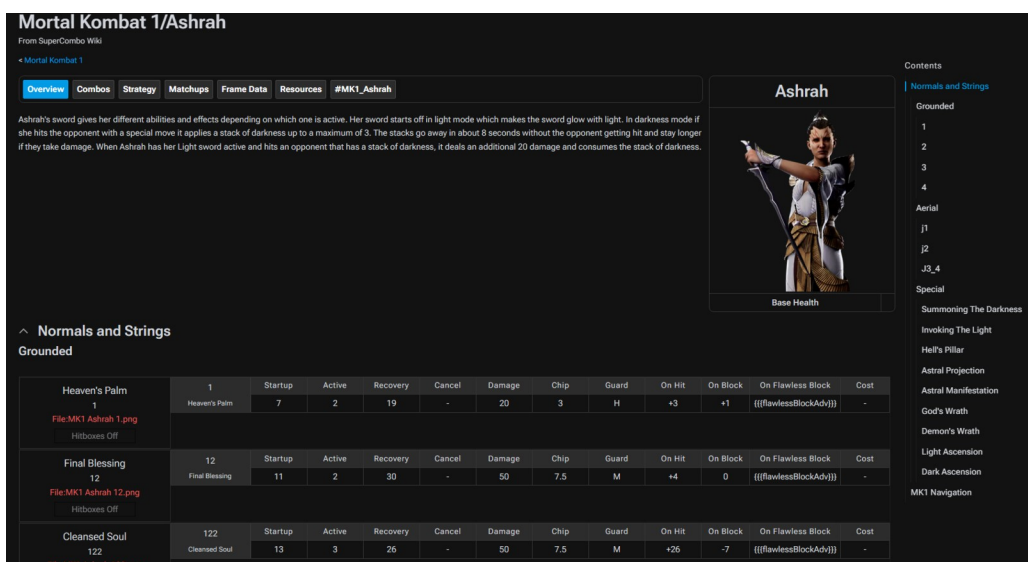 Mortal Kombat 1/Ashrah
From SuperCombo Wiki
< Mortal Kombat 1
Overview Combos Strategy Matchups Frame Data Resources #MK1_Ashrah
Ashrah's sword gives her different abilities and effects depending on which one is active. Her sword starts off in light mode which makes the sword glow with light. In darkness mode if
she hits the opponent with a special move it applies a stack of darkness up to a maximum of 3. The stacks go away in about 8 seconds without the opponent getting hit and stay longer
if they take damage. When Ashrah has her Light sword active and hits an opponent that has a stack of darkness, it deals an additional 20 damage and consumes the stack of darkness.
Ashrah
Base Health
Normals and Strings
Grounded
Heaven's Palm
1
File:MK1 Ashrah 1.png
Hitboxes Off
1 Startup Active Recovery Cancel Damage Chip Guard On Hit On Block On Flawless Block Cost
Heaven's Palm 7 2 19 - 20 3 H +3 +1 {{{flawlessBlockAdv}}} -
Final Blessing
12
File:MK1 Ashrah 12.png
Hitboxes Off
12 Startup Active Recovery Cancel Damage Chip Guard On Hit On Block On Flawless Block Cost
Final Blessing 11 2 30 - 50 7.5 M +4 0 {{{flawlessBlockAdv}}} -
Cleansed Soul
122
122 Startup Active Recovery Cancel Damage Chip Guard On Hit On Block On Flawless Block Cost
Cleansed Soul 13 3 26 - 50 7.5 M +26 -7 {{{flawlessBlockAdv}}} -
Contents
Normals and Strings
Grounded
1
2
3
4
Aerial
j1
j2
J3_4
Special
Summoning The Darkness
Invoking The Light
Hell's Pillar
Astral Projection
Astral Manifestation
God's Wrath
Demon's Wrath
Light Ascension
Dark Ascension
MK1 Navigation